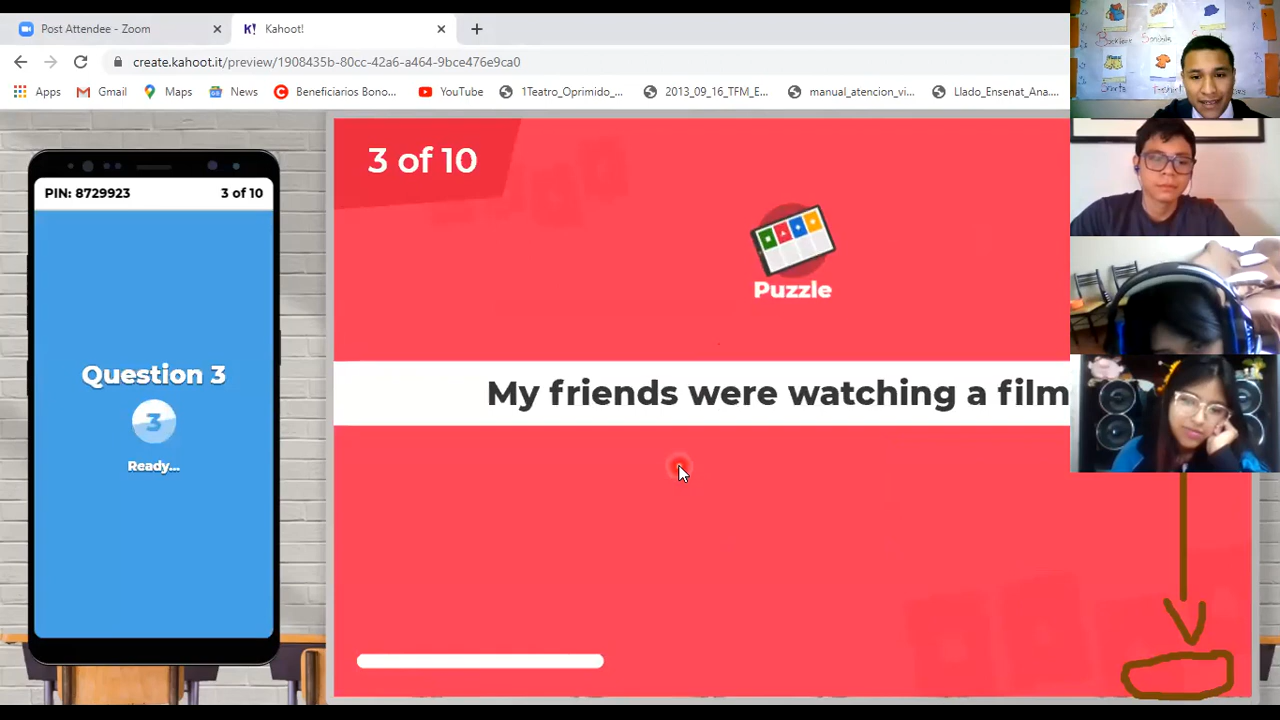 Post Attendee - Zoom
Kahoot!
create.kahoot.it/preview/1908435b-80cc-42a6-
Apps
Gmail
Maps
News
Beneficiarios Bono...
YouTube
1Teatro_Oprimido_...
2013_09_16_TFM_E...
manual_atencion_vi...
Llado_Ensenat_Ana....
PIN: 8729923
3 of 10
Question 3
3
Ready...
3 of 10
Puzzle
My friends were watching a film